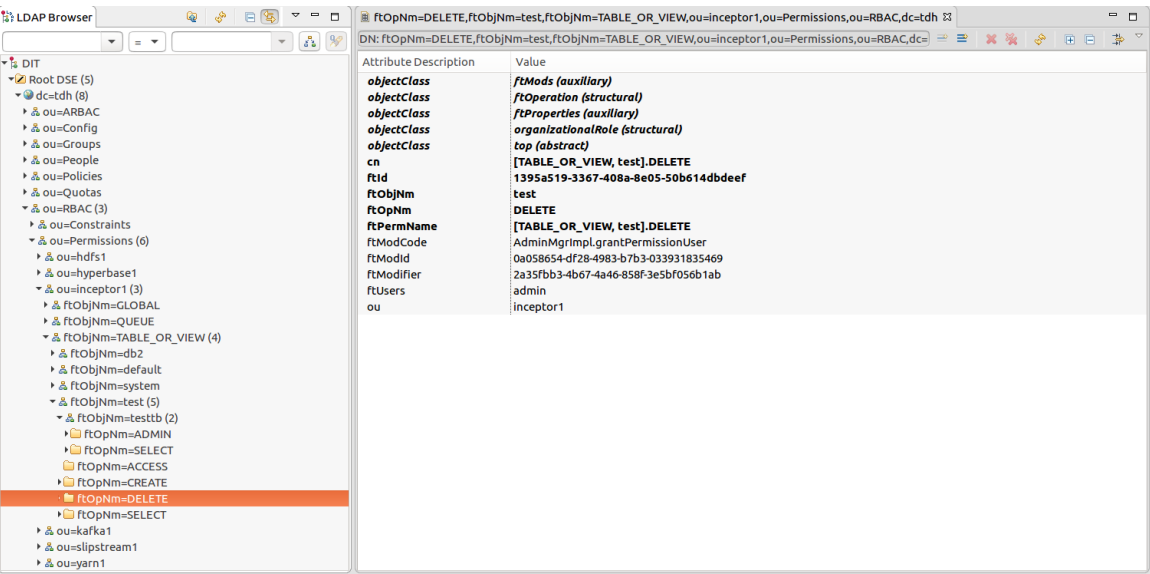 LDAP Browser
=
DIT
Root DSE (5)
dc=tdh (8)
ou=ARBAC
ou=Config
ou=Groups
ou=People
ou=Policies
ou=Quotas
ou=RBAC (3)
ou=Constraints
ou=Permissions (6)
ou=hdfs1
ou=hyperbase1
ou=inceptor1 (3)
ftObjNm=GLOBAL
ftObjNm=QUEUE
ftObjNm=TABLE_OR_VIEW (4)
ftObjNm=db2
ftObjNm=default
ftObjNm=system
ftObjNm=test (5)
ftObjNm=testtb (2)
ftOpNm=ADMIN
ftOpNm=SELECT
ftOpNm=ACCESS
ftOpNm=CREATE
ftOpNm=DELETE
ftOpNm=SELECT
ou=kafka1
ou=slipstream1
ou=yarn1
ftOpNm=DELETE,ftObjNm=test,ftObjNm=TABLE_OR_VIEW,ou=inceptor1,ou=Permissions,ou=RBAC,dc=tdh
DN: ftOpNm=DELETE,ftObjNm=test,ftObjNm=TABLE_OR_VIEW,ou=inceptor1,ou=Permissions,ou=RBAC,dc=
Attribute Description Value
objectClass ftMods (auxiliary)
objectClass ftOperation (structural)
objectClass ftProperties (auxiliary)
objectClass organizationalRole (structural)
objectClass top (abstract)
cn [TABLE_OR_VIEW, test].DELETE
ftId 1395a519-3367-408a-8e05-50b614dbdeef
ftObjNm test
ftOpNm DELETE
ftPermName [TABLE_OR_VIEW, test].DELETE
ftModCode AdminMgrImpl.grantPermissionUser
ftModId 0a058654-df28-4983-b7b3-033931835469
ftModifier 2a35fbb3-4b67-4a46-858f-3e5bf056b1ab
ftUsers admin
ou inceptor1